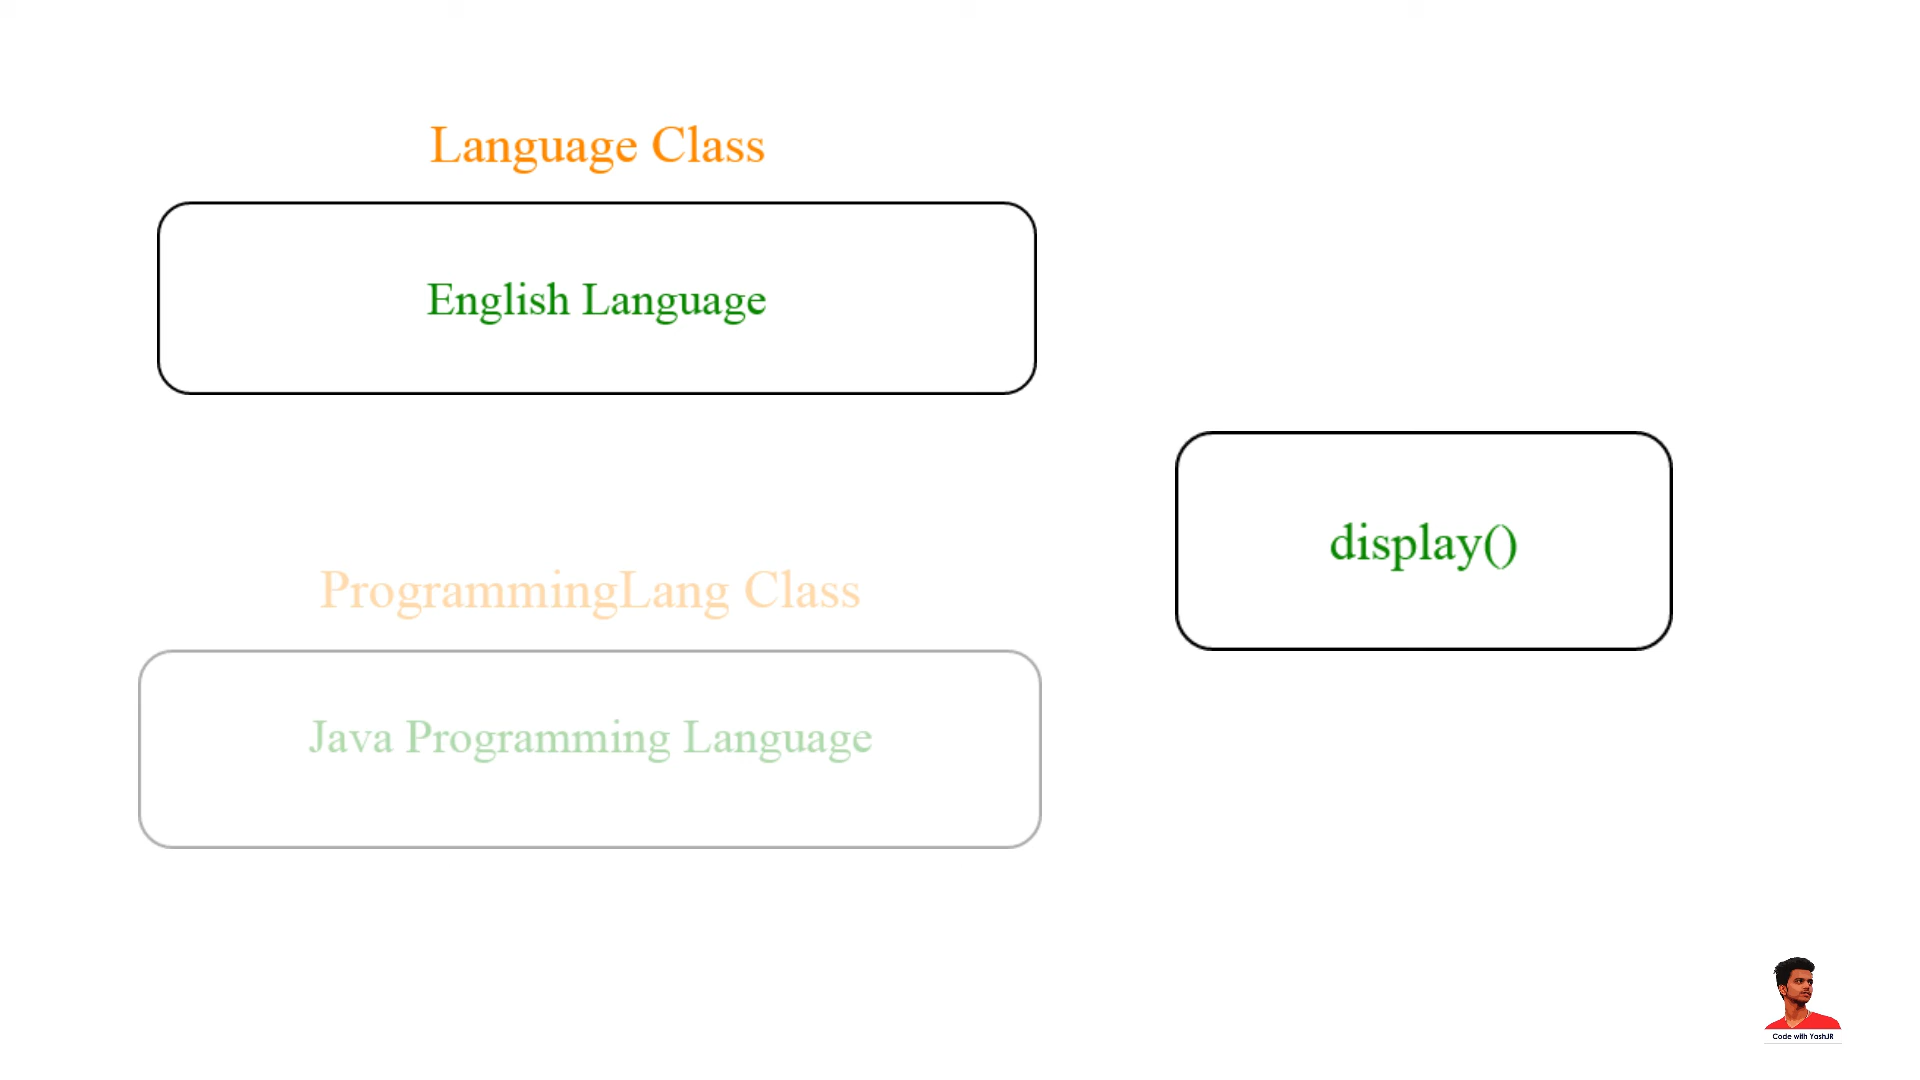 Language Class
English Language
display()
ProgrammingLang Class
Java Programming Language
Code with YashJR